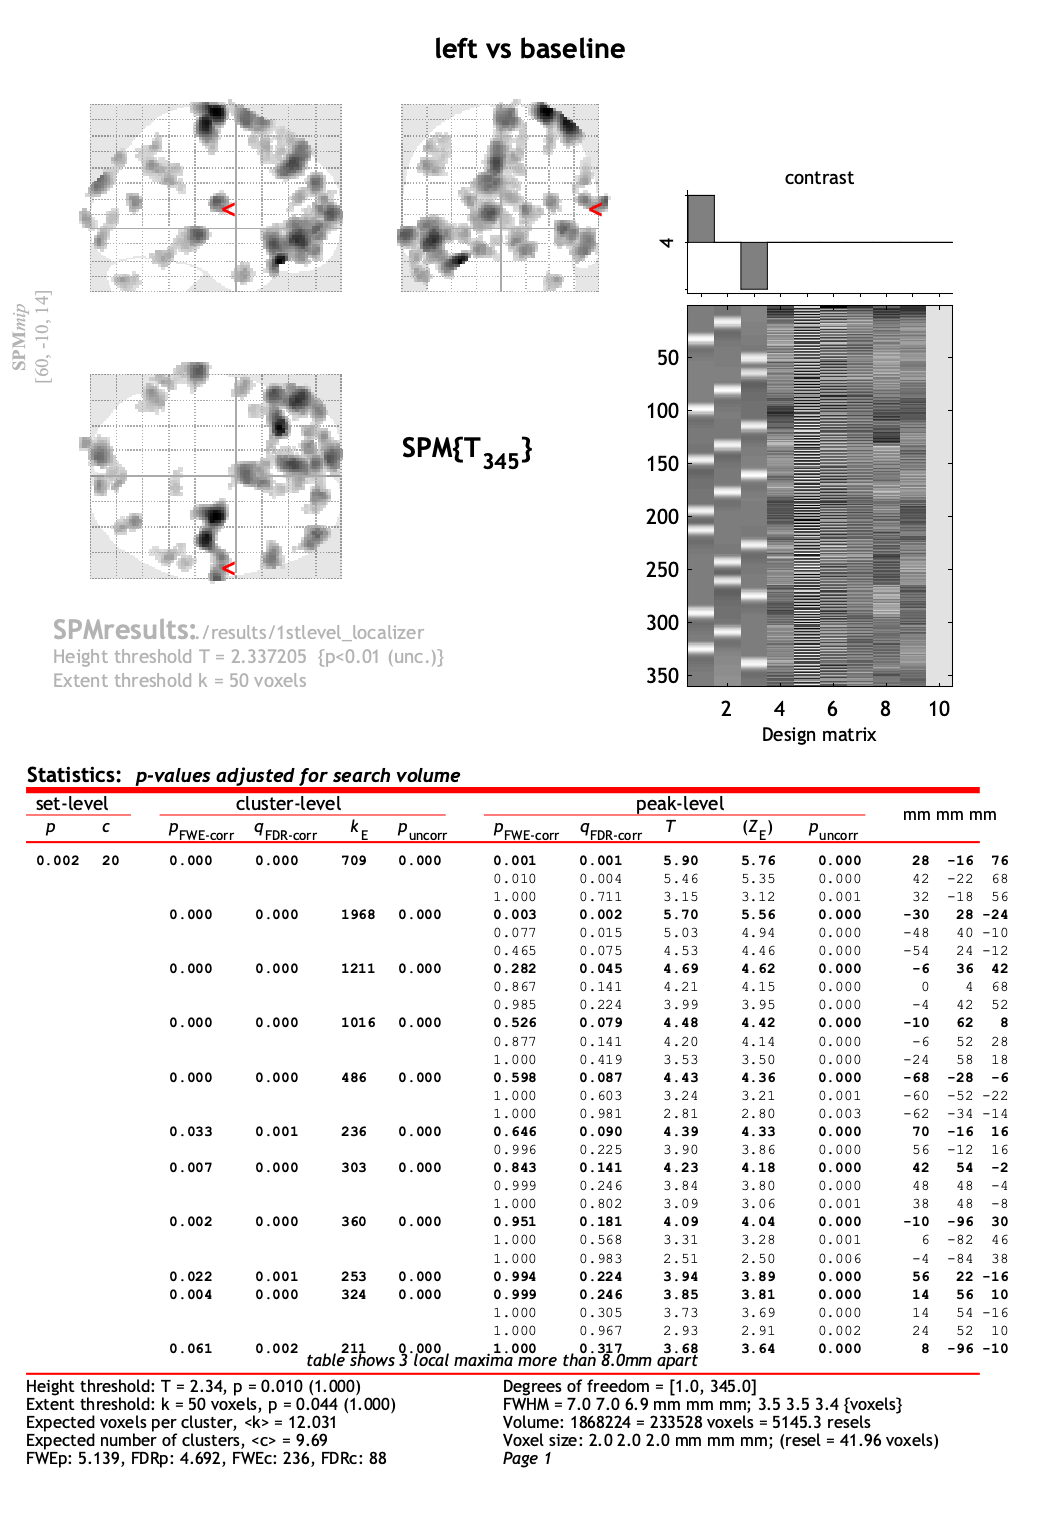 left vs baseline
SPMmip
[60, -10, 14]
<
<
<
contrast
4
SPM{T345}
50
100
150
200
250
300
350
2 4 6 8 10
Design matrix
SPMresults: ./results/1stlevel_localizer
Height threshold T = 2.337205 {p<0.01 (unc.)}
Extent threshold k = 50 voxels
Statistics: p-values adjusted for search volume
set-level cluster-level peak-level mm mm mm
p c pFWE-corr qFDR-corr kE puncorr pFWE-corr qFDR-corr T (ZE) puncorr
0.002 20 0.000 0.000 709 0.000 0.001 0.001 5.90 5.76 0.000 28 -16 76
0.010 0.004 5.46 5.35 0.000 42 -22 68
1.000 0.711 3.15 3.12 0.001 32 -18 56
0.000 0.000 1968 0.000 0.003 0.002 5.70 5.56 0.000 -30 28 -24
0.077 0.015 5.03 4.94 0.000 -48 40 -10
0.465 0.075 4.53 4.46 0.000 -54 24 -12
0.000 0.000 1211 0.000 0.282 0.045 4.69 4.62 0.000 -6 36 42
0.867 0.141 4.21 4.15 0.000 0 4 68
0.985 0.224 3.99 3.95 0.000 -4 42 52
0.000 0.000 1016 0.000 0.526 0.079 4.48 4.42 0.000 -10 62 8
0.877 0.141 4.20 4.14 0.000 -6 52 28
1.000 0.419 3.53 3.50 0.000 -24 58 18
0.000 0.000 486 0.000 0.598 0.087 4.43 4.36 0.000 -68 -28 -6
1.000 0.603 3.24 3.21 0.001 -60 -52 -22
1.000 0.981 2.81 2.80 0.003 -62 -34 -14
0.033 0.001 236 0.000 0.646 0.090 4.39 4.33 0.000 70 -16 16
0.996 0.225 3.90 3.86 0.000 56 -12 16
0.007 0.000 303 0.000 0.843 0.141 4.23 4.18 0.000 42 54 -2
0.999 0.246 3.84 3.80 0.000 48 48 -4
1.000 0.802 3.09 3.06 0.001 38 48 -8
0.002 0.000 360 0.000 0.951 0.181 4.09 4.04 0.000 -10 -96 30
1.000 0.568 3.31 3.28 0.001 6 -82 46
1.000 0.983 2.51 2.50 0.006 -4 -84 38
0.022 0.001 253 0.000 0.994 0.224 3.94 3.89 0.000 56 22 -16
0.004 0.000 324 0.000 0.999 0.246 3.85 3.81 0.000 14 56 10
1.000 0.305 3.73 3.69 0.000 14 54 -16
1.000 0.967 2.93 2.91 0.002 24 52 10
0.061 0.002 211 0.000 1.000 0.317 3.68 3.64 0.000 8 -96 -10
table shows 3 local maxima more than 8.0mm apart
Height threshold: T = 2.34, p = 0.010 (1.000)
Extent threshold: k = 50 voxels, p = 0.044 (1.000)
Expected voxels per cluster, <k> = 12.031
Expected number of clusters, <c> = 9.69
FWEp: 5.139, FDRp: 4.692, FWEc: 236, FDRc: 88
Degrees of freedom = [1.0, 345.0]
FWHM = 7.0 7.0 6.9 mm mm mm; 3.5 3.5 3.4 {voxels}
Volume: 1868224 = 233528 voxels = 5145.3 resels
Voxel size: 2.0 2.0 2.0 mm mm mm; (resel = 41.96 voxels)
Page 1